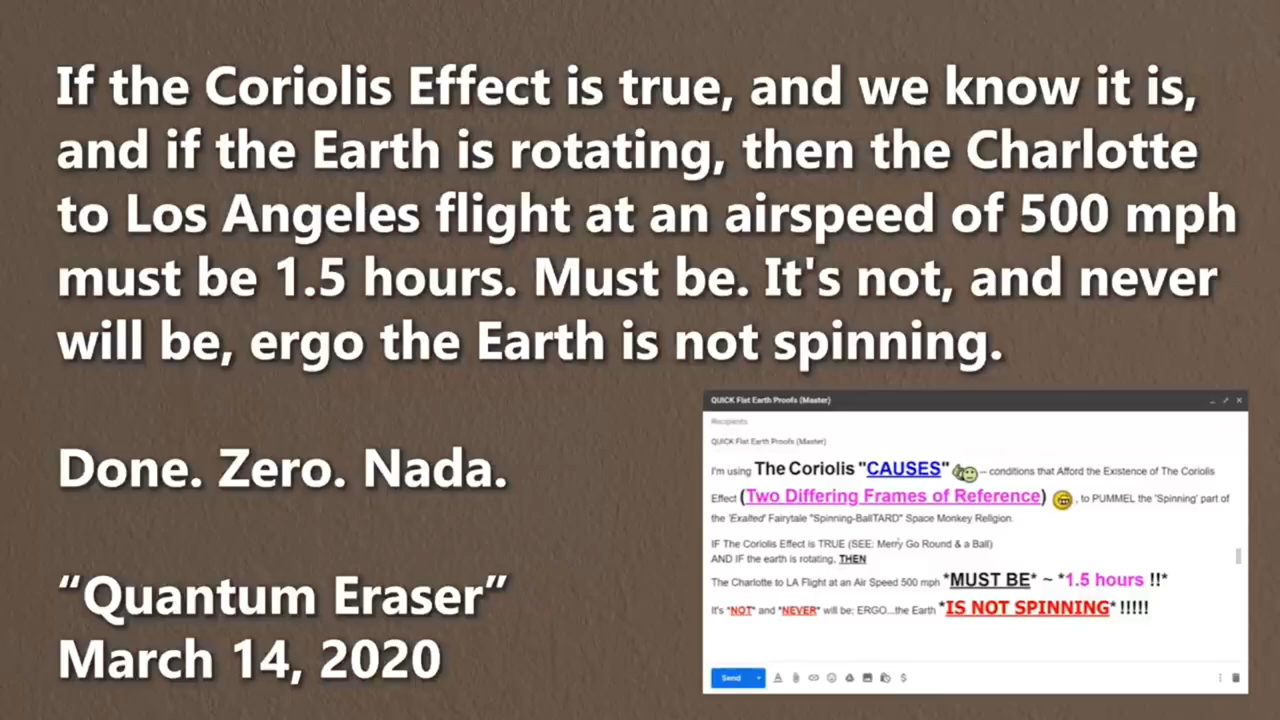 If the Coriolis Effect is true, and we know it is,
and if the Earth is rotating, then the Charlotte
to Los Angeles flight at an airspeed of 500 mph
must be 1.5 hours. Must be. It's not, and never
will be, ergo the Earth is not spinning.
Done. Zero. Nada.
“Quantum Eraser”
March 14, 2020
QUICK Flat Earth Proofs (Master)
Recipients
QUICK Flat Earth Proofs (Master)
I'm using The Coriolis "CAUSES" – conditions that Afford the Existence of The Coriolis
Effect (Two Differing Frames of Reference) , to PUMMEL the 'Spinning' part of
the 'Exalted' Fairytale "Spinning-BallTARD" Space Monkey Religion.
IF The Coriolis Effect is TRUE (SEE: Merry Go Round & a Ball)
AND IF the earth is rotating, THEN
The Charlotte to LA Flight at an Air Speed 500 mph *MUST BE* ~ *1.5 hours !!*
It's *NOT* and *NEVER* will be; ERGO...the Earth *IS NOT SPINNING* !!!!!
Send